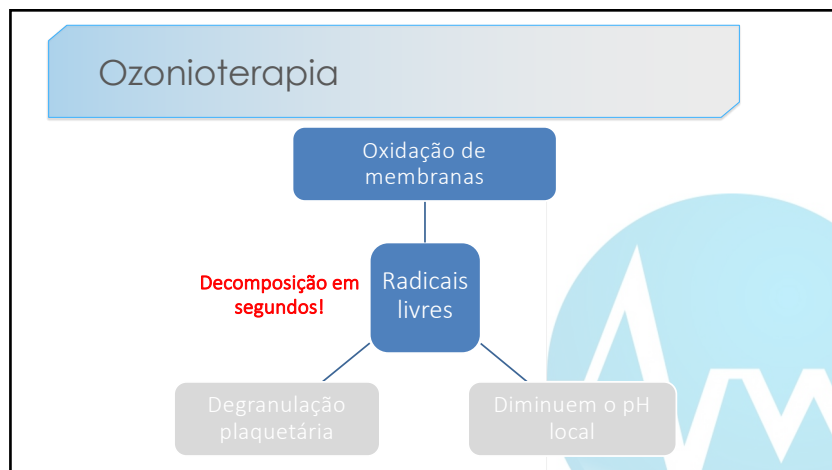 Ozonioterapia
Oxidação de
membranas
Decomposição em
segundos!
Radicais
livres
Degranulação
plaquetária
Diminuem o pH
local